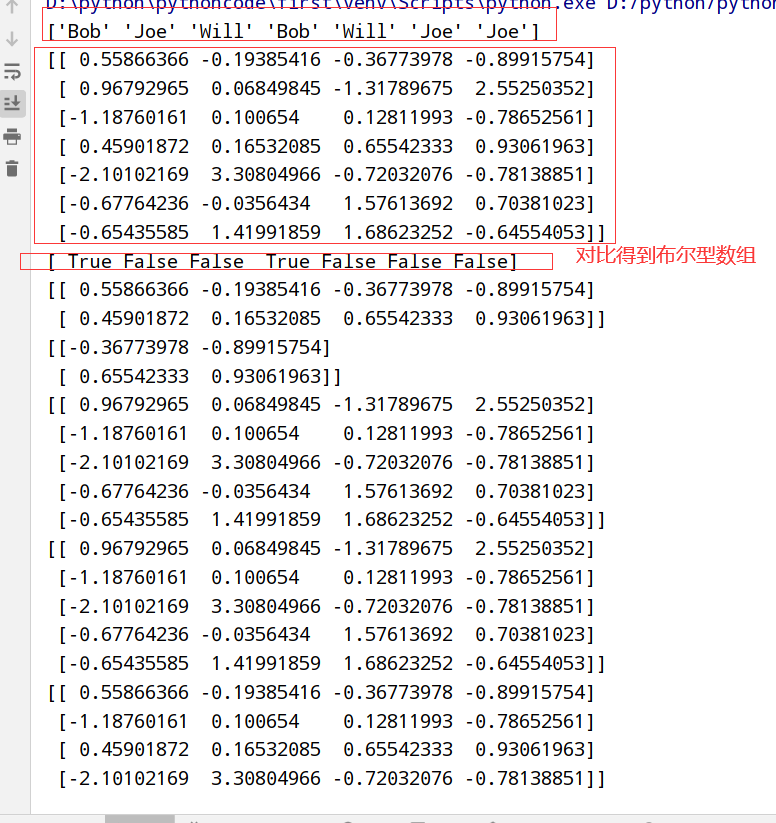 D:\python\pythoncode\first\venv\Scripts\python.exe D:/python/python
['Bob' 'Joe' 'Will' 'Bob' 'Will' 'Joe' 'Joe']
[[ 0.55866366 -0.19385416 -0.36773978 -0.89915754]
 [ 0.96792965  0.06849845 -1.31789675  2.55250352]
 [-1.18760161  0.100654    0.12811993 -0.78652561]
 [ 0.45901872  0.16532085  0.65542333  0.93061963]
 [-2.10102169  3.30804966 -0.72032076 -0.78138851]
 [-0.67764236 -0.0356434   1.57613692  0.70381023]
 [-0.65435585  1.41991859  1.68623252 -0.64554053]]
[ True False False  True False False False]
对比得到布尔型数组
[[ 0.55866366 -0.19385416 -0.36773978 -0.89915754]
 [ 0.45901872  0.16532085  0.65542333  0.93061963]]
[[-0.36773978 -0.89915754]
 [ 0.65542333  0.93061963]]
[[ 0.96792965  0.06849845 -1.31789675  2.55250352]
 [-1.18760161  0.100654    0.12811993 -0.78652561]
 [-2.10102169  3.30804966 -0.72032076 -0.78138851]
 [-0.67764236 -0.0356434   1.57613692  0.70381023]
 [-0.65435585  1.41991859  1.68623252 -0.64554053]]
[[ 0.96792965  0.06849845 -1.31789675  2.55250352]
 [-1.18760161  0.100654    0.12811993 -0.78652561]
 [-2.10102169  3.30804966 -0.72032076 -0.78138851]
 [-0.67764236 -0.0356434   1.57613692  0.70381023]
 [-0.65435585  1.41991859  1.68623252 -0.64554053]]
[[ 0.55866366 -0.19385416 -0.36773978 -0.89915754]
 [-1.18760161  0.100654    0.12811993 -0.78652561]
 [ 0.45901872  0.16532085  0.65542333  0.93061963]
 [-2.10102169  3.30804966 -0.72032076 -0.78138851]]